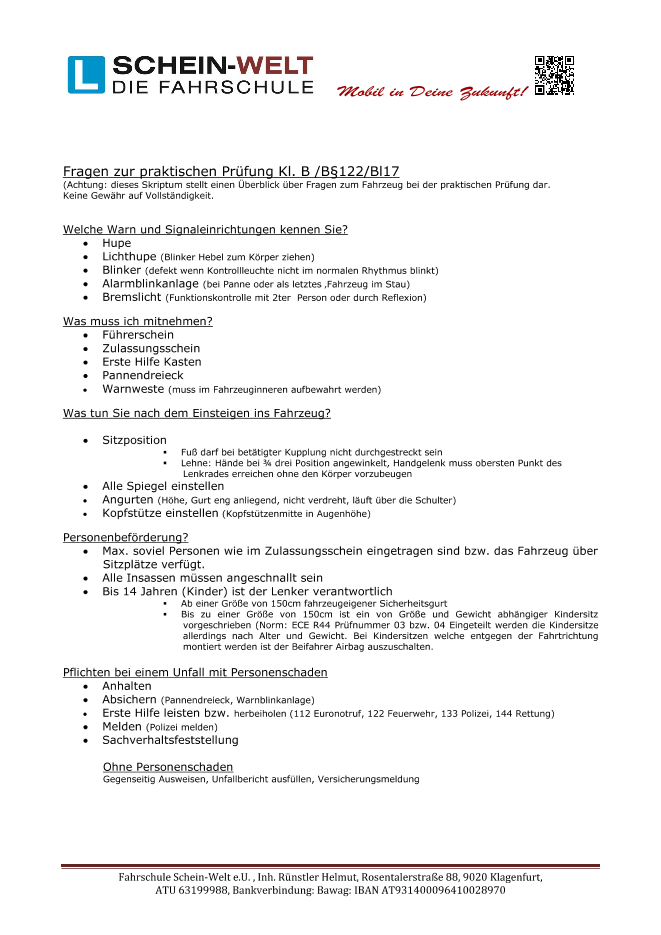 L SCHEIN-WELT
DIE FAHRSCHULE
Mobil in Deine Zukunft!
Fragen zur praktischen Prüfung Kl. B /B§122/Bl17
(Achtung: dieses Skriptum stellt einen Überblick über Fragen zum Fahrzeug bei der praktischen Prüfung dar.
Keine Gewähr auf Vollständigkeit.
Welche Warn und Signaleinrichtungen kennen Sie?
• Hupe
• Lichthupe (Blinker Hebel zum Körper ziehen)
• Blinker (defekt wenn Kontrollleuchte nicht im normalen Rhythmus blinkt)
• Alarmblinkanlage (bei Panne oder als letztes ,Fahrzeug im Stau)
• Bremslicht (Funktionskontrolle mit 2ter Person oder durch Reflexion)
Was muss ich mitnehmen?
• Führerschein
• Zulassungsschein
• Erste Hilfe Kasten
• Pannendreieck
• Warnweste (muss im Fahrzeuginneren aufbewahrt werden)
Was tun Sie nach dem Einsteigen ins Fahrzeug?
• Sitzposition
▪ Fuß darf bei betätigter Kupplung nicht durchgestreckt sein
▪ Lehne: Hände bei ¾ drei Position angewinkelt, Handgelenk muss obersten Punkt des
Lenkrades erreichen ohne den Körper vorzubeugen
• Alle Spiegel einstellen
• Angurten (Höhe, Gurt eng anliegend, nicht verdreht, läuft über die Schulter)
• Kopfstütze einstellen (Kopfstützenmitte in Augenhöhe)
Personenbeförderung?
• Max. soviel Personen wie im Zulassungsschein eingetragen sind bzw. das Fahrzeug über
Sitzplätze verfügt.
• Alle Insassen müssen angeschnallt sein
• Bis 14 Jahren (Kinder) ist der Lenker verantwortlich
▪ Ab einer Größe von 150cm fahrzeugeigener Sicherheitsgurt
▪ Bis zu einer Größe von 150cm ist ein von Größe und Gewicht abhängiger Kindersitz
vorgeschrieben (Norm: ECE R44 Prüfnummer 03 bzw. 04 Eingeteilt werden die Kindersitze
allerdings nach Alter und Gewicht. Bei Kindersitzen welche entgegen der Fahrtrichtung
montiert werden ist der Beifahrer Airbag auszuschalten.
Pflichten bei einem Unfall mit Personenschaden
• Anhalten
• Absichern (Pannendreieck, Warnblinkanlage)
• Erste Hilfe leisten bzw. herbeiholen (112 Euronotruf, 122 Feuerwehr, 133 Polizei, 144 Rettung)
• Melden (Polizei melden)
• Sachverhaltsfeststellung
Ohne Personenschaden
Gegenseitig Ausweisen, Unfallbericht ausfüllen, Versicherungsmeldung
Fahrschule Schein-Welt e.U. , Inh. Rünstler Helmut, Rosentalerstraße 88, 9020 Klagenfurt,
ATU 63199988, Bankverbindung: Bawag: IBAN AT931400096410028970